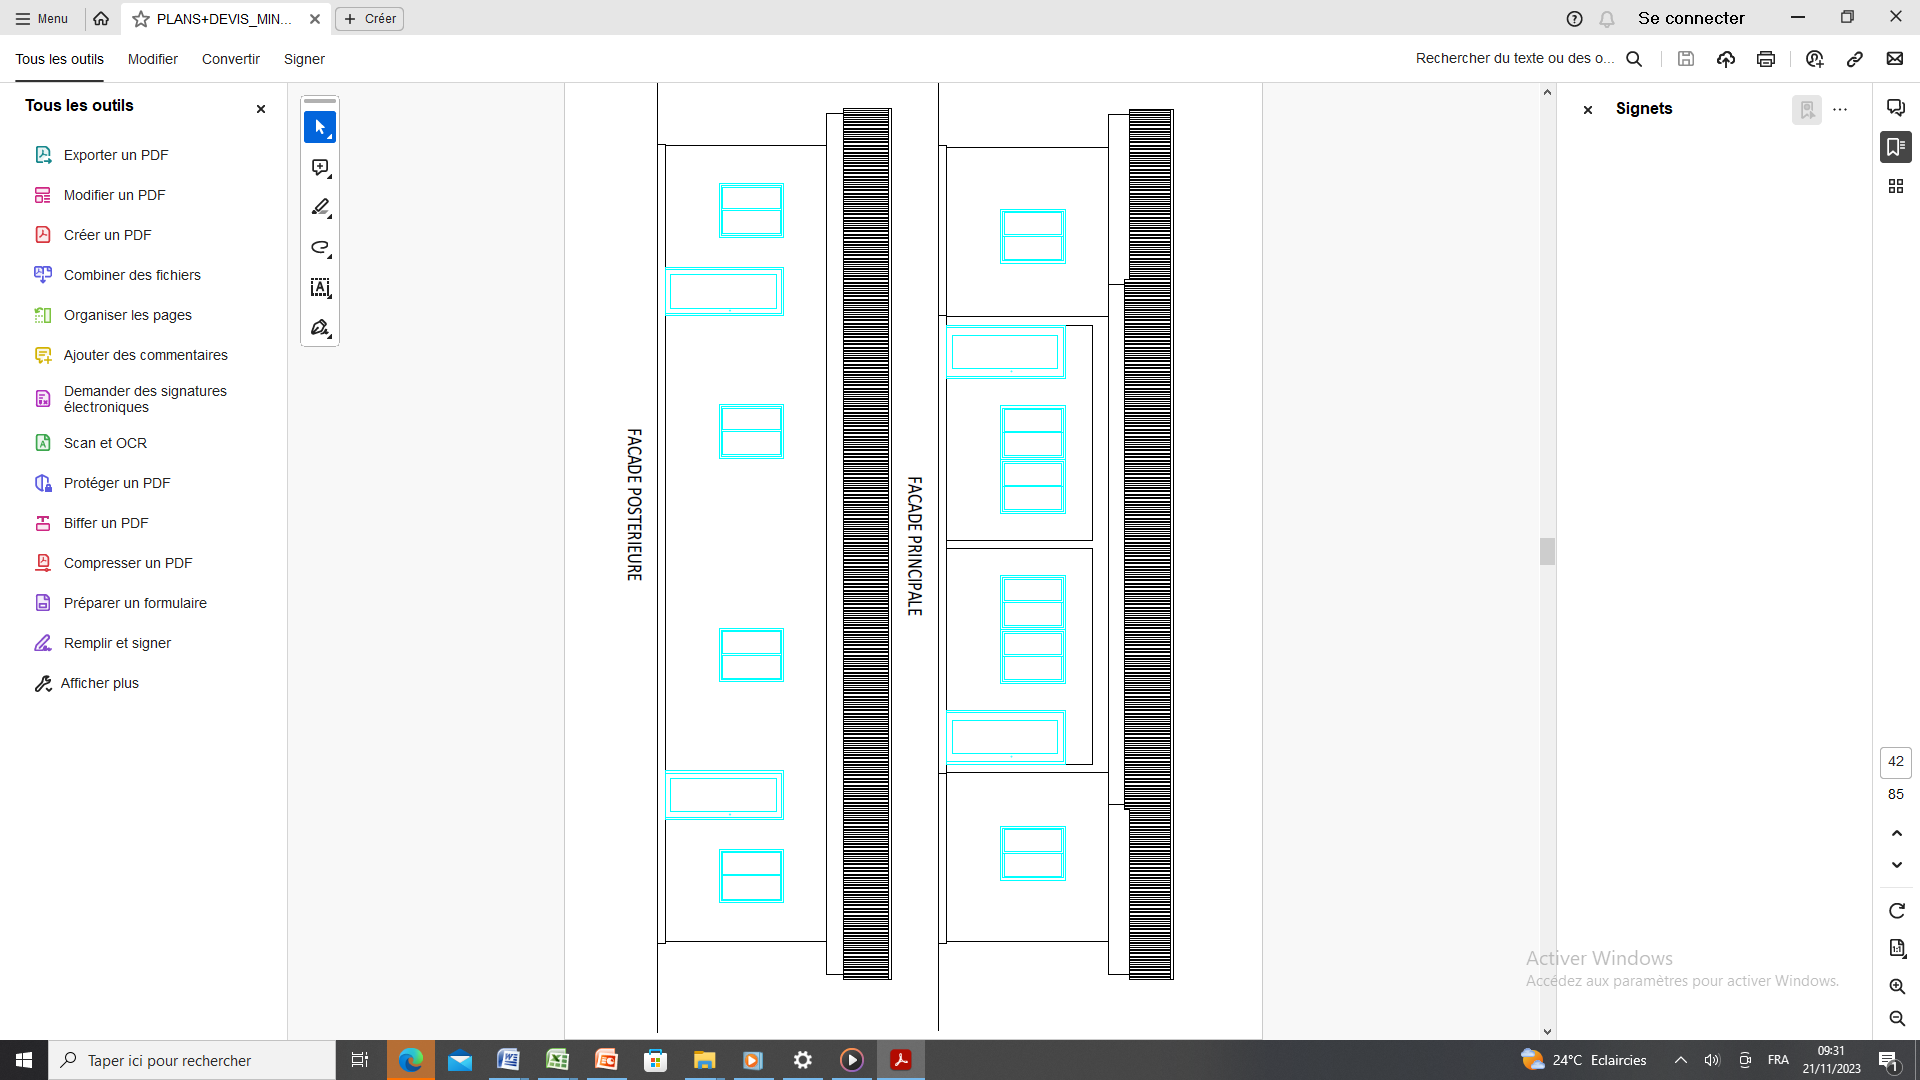 Menu
PLANS+DEVIS_MIN...
Créer
Se connecter
Tous les outils
Modifier
Convertir
Signer
Rechercher du texte ou des o...
Tous les outils
Exporter un PDF
Modifier un PDF
Créer un PDF
Combiner des fichiers
Organiser les pages
Ajouter des commentaires
Demander des signatures
électroniques
Scan et OCR
Protéger un PDF
Biffer un PDF
Compresser un PDF
Préparer un formulaire
Remplir et signer
Afficher plus
FACADE POSTERIEURE
FACADE PRINCIPALE
Signets
42
85
Activer Windows
Accédez aux paramètres pour activer Windows.
Taper ici pour rechercher
24°C Eclaircies
FRA
09:31
21/11/2023
1